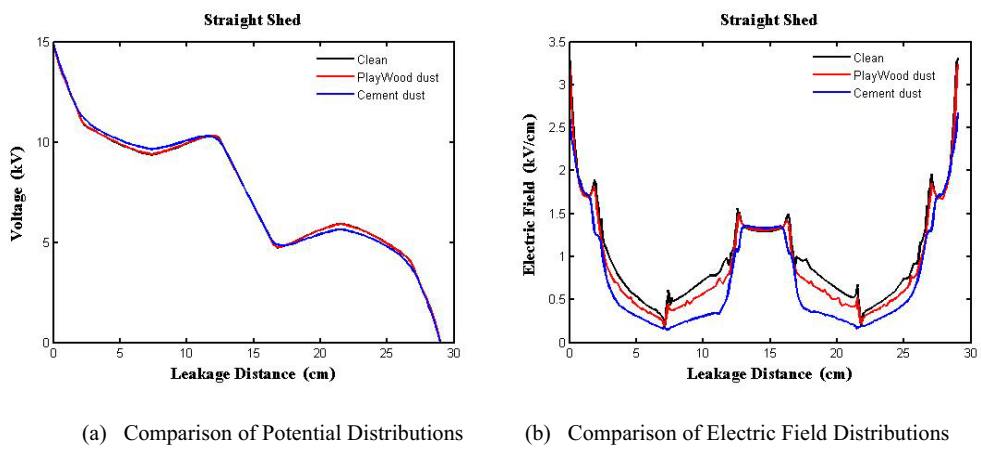 Straight Shed
15
10
5
0
0 5 10 15 20 25 30
Voltage (kV)
Leakage Distance (cm)
Clean
PlayWood dust
Cement dust
(a) Comparison of Potential Distributions
Straight Shed
3.5
3
2.5
2
1.5
1
0.5
0
0 5 10 15 20 25 30
Electric Field (kV/cm)
Leakage Distance (cm)
Clean
PlayWood dust
Cement dust
(b) Comparison of Electric Field Distributions